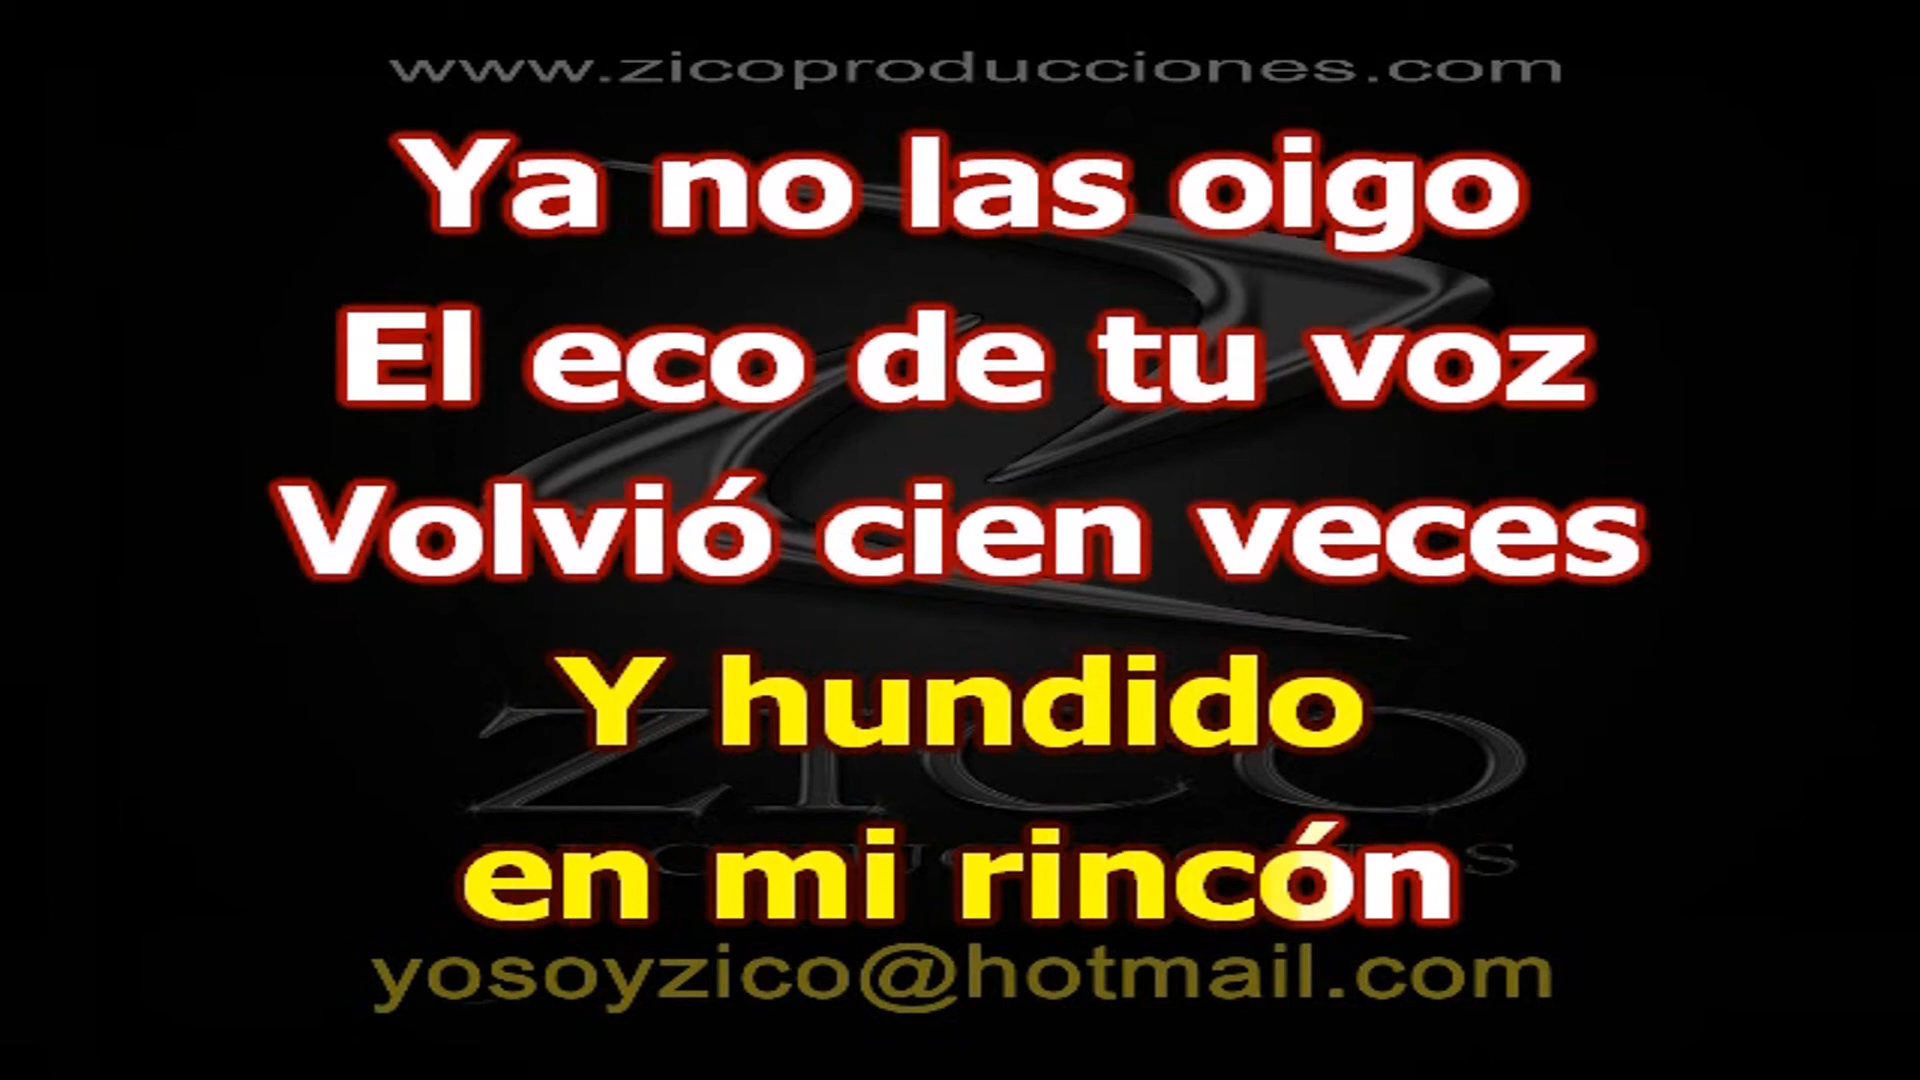 www.zicoproducciones.com
Ya no las oigo
El eco de tu voz
Volvió cien veces
Y hundido
ZICO
en mi rincón
yosoyzico@hotmail.com